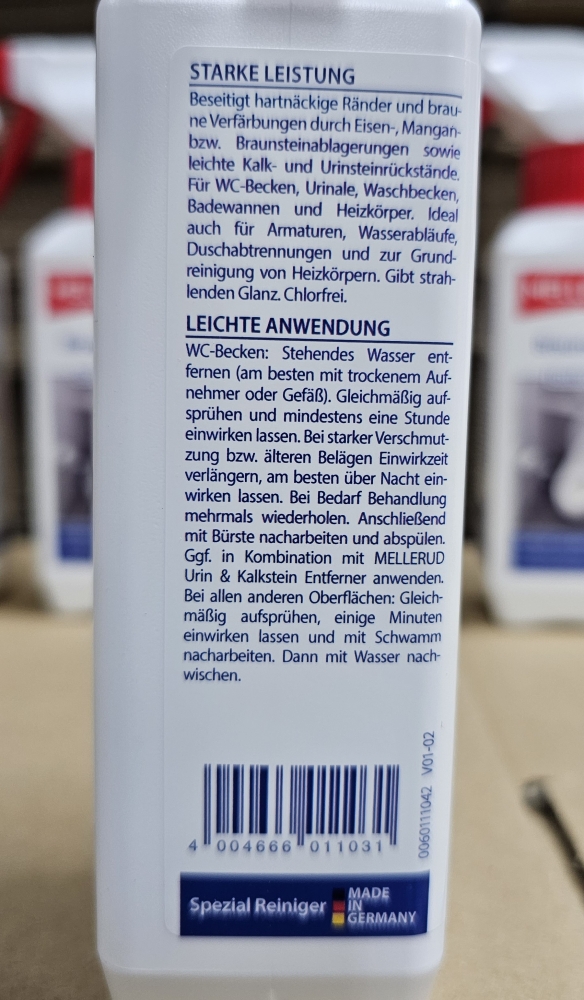 STARKE LEISTUNG
Beseitigt hartnäckige Ränder und brau-
ne Verfärbungen durch Eisen-, Mangan-
bzw. Braunsteinablagerungen sowie
leichte Kalk- und Urinsteinrückstände.
Für WC-Becken, Urinale, Waschbecken,
Badewannen und Heizkörper. Ideal
auch für Armaturen, Wasserabläufe,
Duschabtrennungen und zur Grund-
reinigung von Heizkörpern. Gibt strah-
lenden Glanz. Chlorfrei.
LEICHTE ANWENDUNG
WC-Becken: Stehendes Wasser ent-
fernen (am besten mit trockenem Auf-
nehmer oder Gefäß). Gleichmäßig auf-
sprühen und mindestens eine Stunde
einwirken lassen. Bei starker Verschmut-
zung bzw. älteren Belägen Einwirkzeit
verlängern, am besten über Nacht ein-
wirken lassen. Bei Bedarf Behandlung
mehrmals wiederholen. Anschließend
mit Bürste nacharbeiten und abspülen.
Ggf. in Kombination mit MELLERUD
Urin & Kalkstein Entferner anwenden.
Bei allen anderen Oberflächen: Gleich-
mäßig aufsprühen, einige Minuten
einwirken lassen und mit Schwamm
nacharbeiten. Dann mit Wasser nach-
wischen.
0060111042 V01-02
4 004666 011031
Spezial Reiniger
MADE
IN
GERMANY